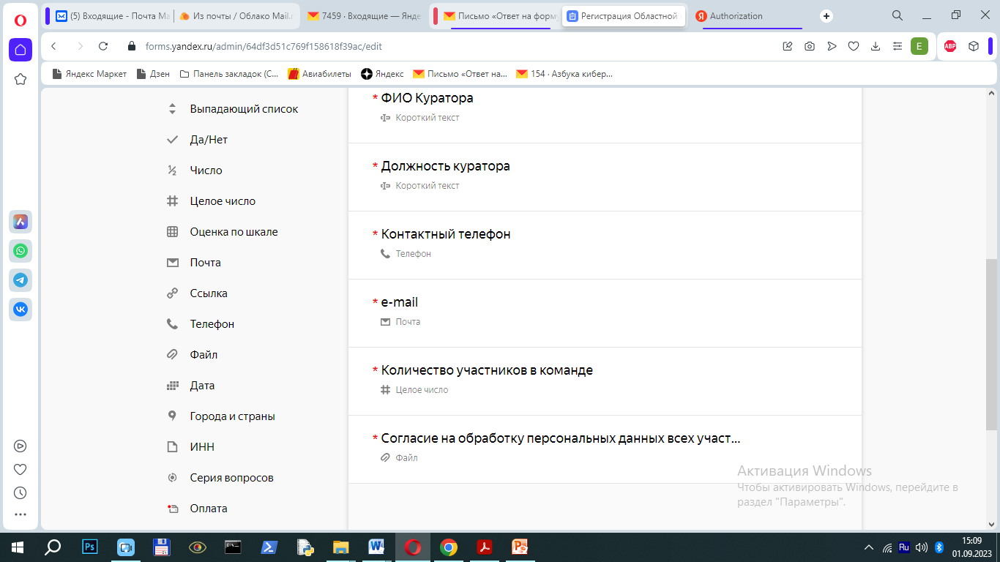 (5) Входящие - Почта Ma
Из почты / Облако Mail.r
7459 · Входящие — Янде
Письмо «Ответ на форму
Регистрация Областной
Authorization
forms.yandex.ru/admin/64df3d51c769f158618f39ac/edit
E
ABP
Яндекс Маркет
Дзен
Панель закладок (С...
Авиабилеты
Яндекс
Письмо «Ответ на...
154 · Азбука кибер...
Выпадающий список
Да/Нет
Число
Целое число
Оценка по шкале
Почта
Ссылка
Телефон
Файл
Дата
Города и страны
ИНН
Серия вопросов
Оплата
* ФИО Куратора
Короткий текст
* Должность куратора
Короткий текст
* Контактный телефон
Телефон
* e-mail
Почта
* Количество участников в команде
Целое число
* Согласие на обработку персональных данных всех участ...
Файл
Активация Windows
Чтобы активировать Windows, перейдите в
раздел "Параметры".
Ps
Ru
15:09
01.09.2023